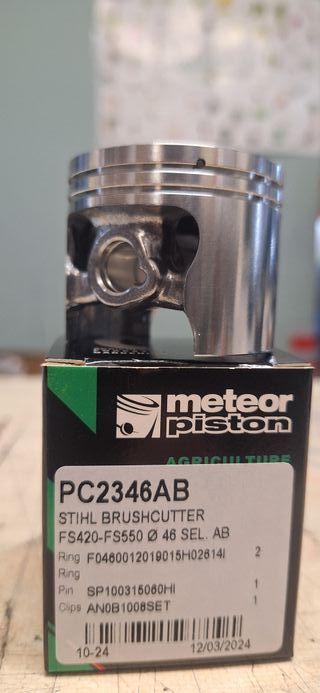 meteor
piston
AGRICULTURE
PC2346AB
STIHL BRUSHCUTTER
FS420-FS550 Ø 46 SEL. AB
Ring F0460012019015H02614I 2
Ring
Pin SP100315060HI 1
Clips AN0B1008SET 1
10-24 12/03/2024